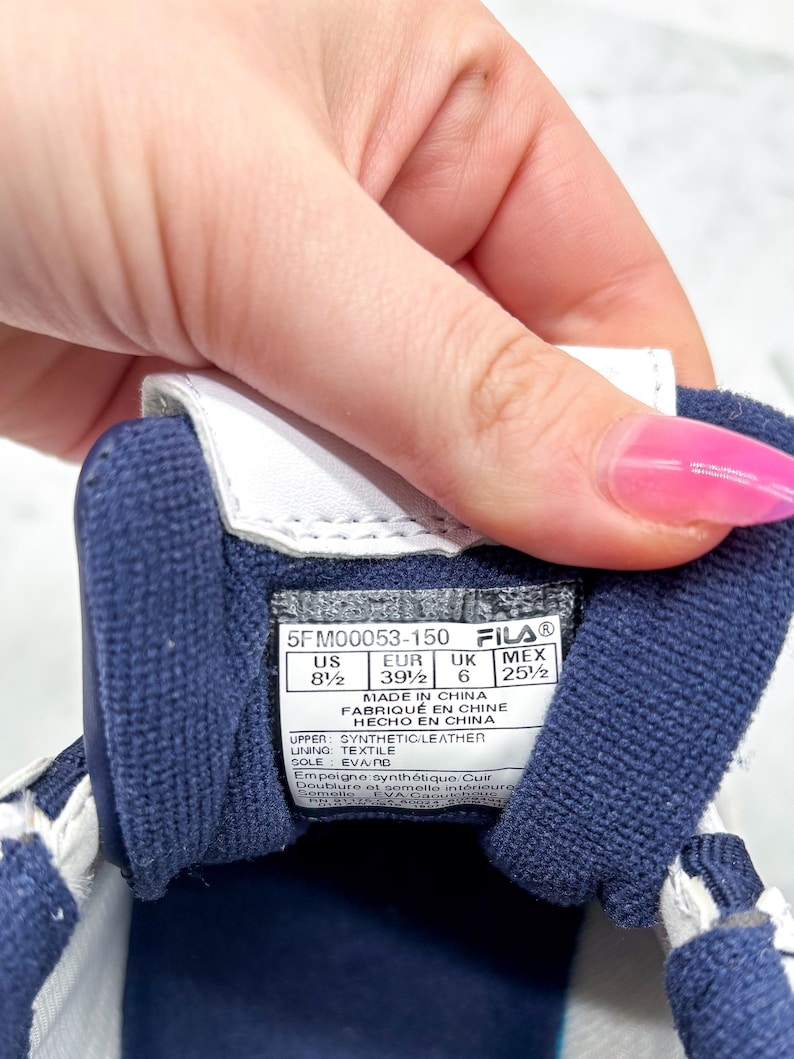 5FM00053-150 FILA®
US EUR UK MEX
8½ 39½ 6 25½
MADE IN CHINA
FABRIQUÉ EN CHINE
HECHO EN CHINA
UPPER: SYNTHETIC/LEATHER
LINING: TEXTILE
SOLE : EVA/RB
Empeigne:synthétique/Cuir
Doublure et semelle intérieure
Semelle EVA/Caoutchouc